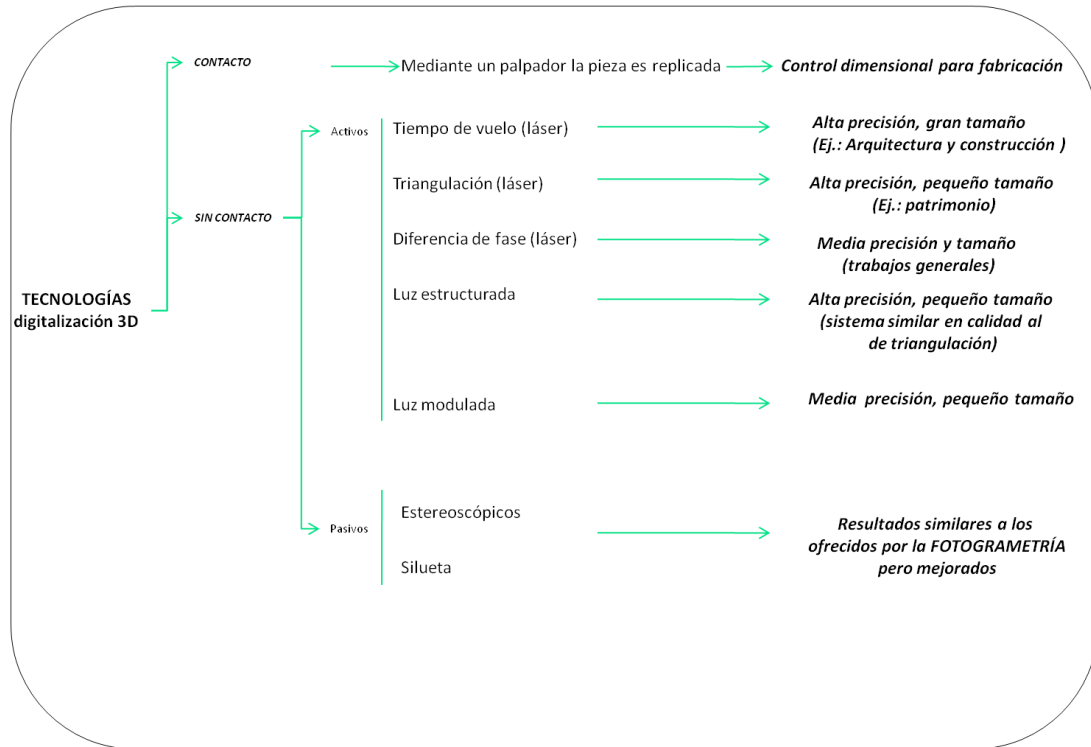 CONTACTO
Mediante un palpador la pieza es replicada
Control dimensional para fabricación
Activos
Tiempo de vuelo (láser)
Alta precisión, gran tamaño
(Ej.: Arquitectura y construcción )
Triangulación (láser)
Alta precisión, pequeño tamaño
(Ej.: patrimonio)
SIN CONTACTO
Diferencia de fase (láser)
Media precisión y tamaño
(trabajos generales)
TECNOLOGÍAS
digitalización 3D
Luz estructurada
Alta precisión, pequeño tamaño
(sistema similar en calidad al
de triangulación)
Luz modulada
Media precisión, pequeño tamaño
Pasivos
Estereoscópicos
Silueta
Resultados similares a los
ofrecidos por la FOTOGRAMETRÍA
pero mejorados